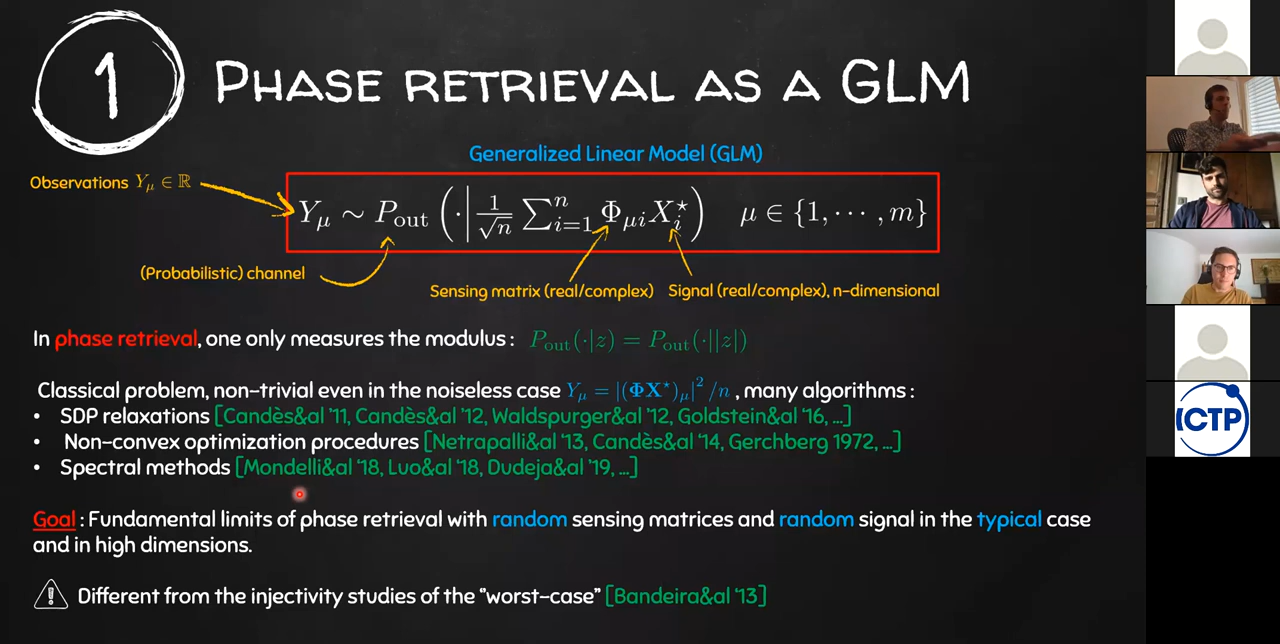 1
PHASE RETRIEVAL AS A GLM
Generalized Linear Model (GLM)
Observations Y_μ ∈ ℝ
Y_μ ∼ P_out ( · | 1/√n ∑_{i=1}^n Φ_{μi} X_i^⋆ ) μ ∈ {1, ⋯ , m}
(Probabilistic) channel
Sensing matrix (real/complex)
Signal (real/complex), n-dimensional
In phase retrieval, one only measures the modulus : P_out(·|z) = P_out(·||z|)
Classical problem, non-trivial even in the noiseless case Y_μ = |(ΦX^⋆)_μ|^2 /n , many algorithms :
• SDP relaxations [Candès&al '11, Candès&al '12, Waldspurger&al '12, Goldstein&al '16, ...]
• Non-convex optimization procedures [Netrapalli&al '13, Candès&al '14, Gerchberg 1972, ...]
• Spectral methods [Mondelli&al '18, Luo&al '18, Dudeja&al '19, ...]
Goal : Fundamental limits of phase retrieval with random sensing matrices and random signal in the typical case
and in high dimensions.
Different from the injectivity studies of the "worst-case" [Bandeira&al '13]
ICTP